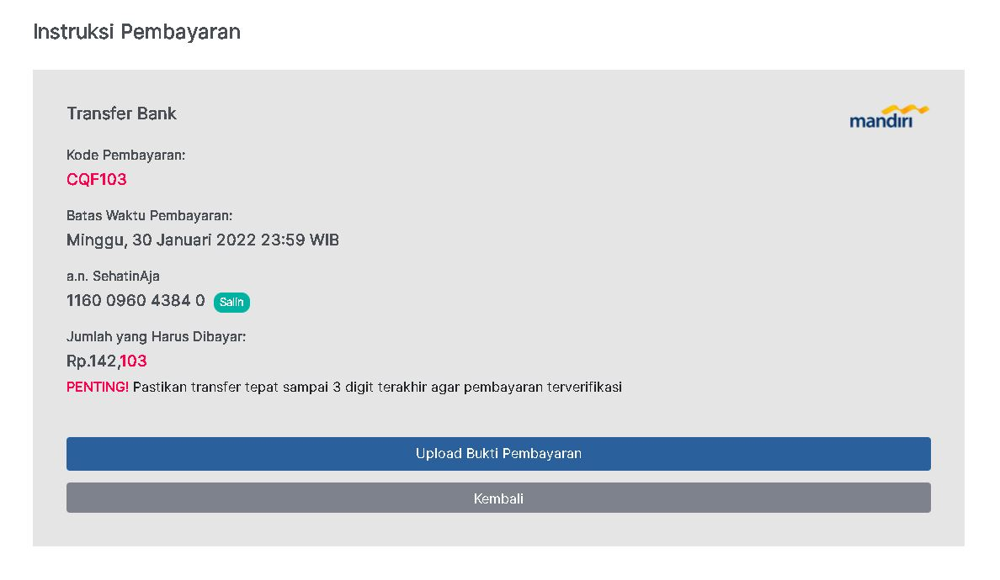 Instruksi Pembayaran
Transfer Bank
mandiri
Kode Pembayaran:
CQF103
Batas Waktu Pembayaran:
Minggu, 30 Januari 2022 23:59 WIB
a.n. SehatinAja
1160 0960 4384 0 Salin
Jumlah yang Harus Dibayar:
Rp.142,103
PENTING! Pastikan transfer tepat sampai 3 digit terakhir agar pembayaran terverifikasi
Upload Bukti Pembayaran
Kembali